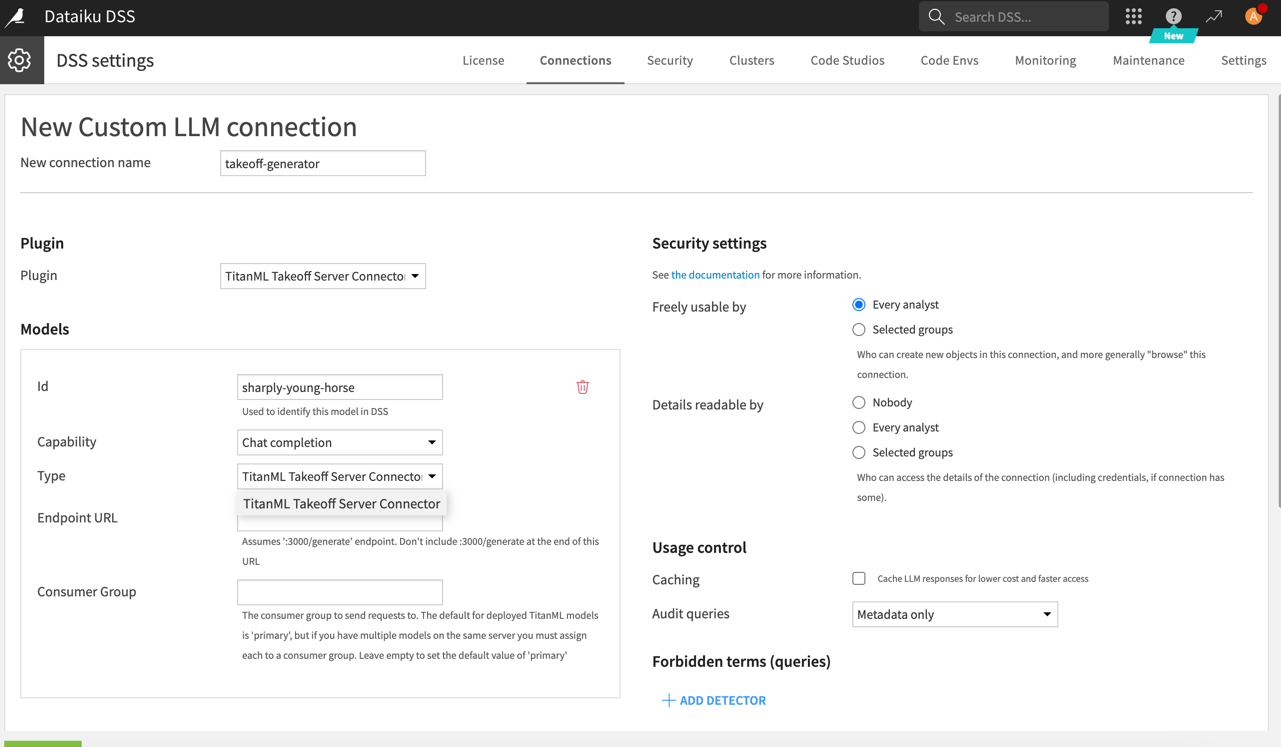 Dataiku DSS
Search DSS...
?
A
New
DSS settings
License
Connections
Security
Clusters
Code Studios
Code Envs
Monitoring
Maintenance
Settings
New Custom LLM connection
New connection name
takeoff-generator
Plugin
Plugin
TitanML Takeoff Server Connecto
Models
Id
sharply-young-horse
Used to identify this model in DSS
Capability
Chat completion
Type
TitanML Takeoff Server Connecto
TitanML Takeoff Server Connector
Endpoint URL
Assumes ':3000/generate' endpoint. Don't include :3000/generate at the end of this
URL
Consumer Group
The consumer group to send requests to. The default for deployed TitanML models
is 'primary', but if you have multiple models on the same server you must assign
each to a consumer group. Leave empty to set the default value of 'primary'
Security settings
See the documentation for more information.
Freely usable by
Every analyst
Selected groups
Who can create new objects in this connection, and more generally "browse" this
connection.
Details readable by
Nobody
Every analyst
Selected groups
Who can access the details of the connection (including credentials, if connection has
some).
Usage control
Caching
Cache LLM responses for lower cost and faster access
Audit queries
Metadata only
Forbidden terms (queries)
ADD DETECTOR